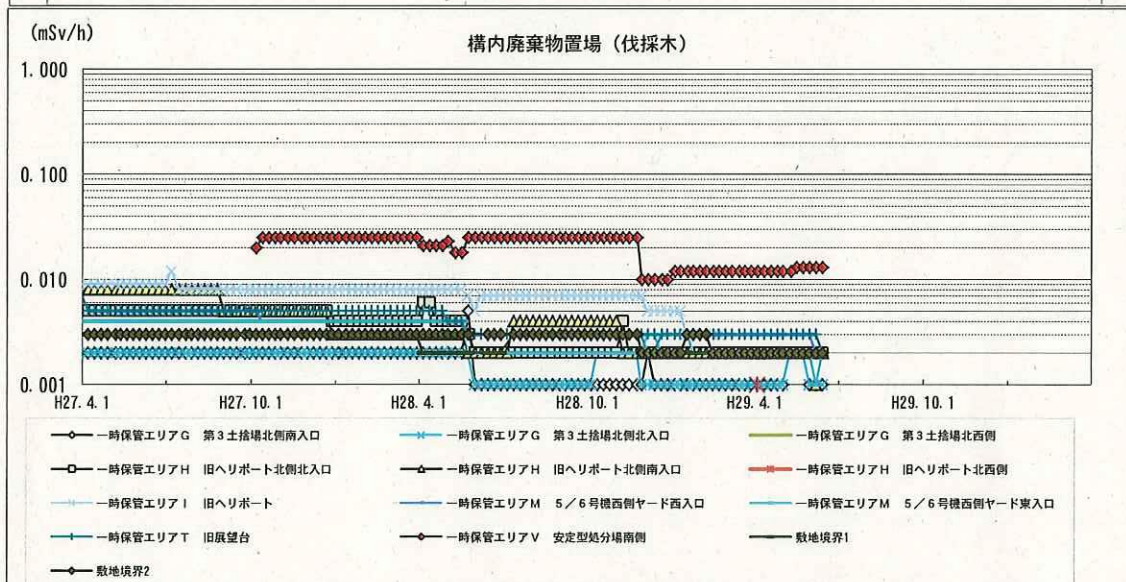 (mSv/h)
構内廃棄物置場（伐採木）
1.000
0.100
0.010
0.001
H27.4.1
H27.10.1
H28.4.1
H28.10.1
H29.4.1
H29.10.1
一時保管エリアG 第3土捨場北側南入口
一時保管エリアG 第3土捨場北側北入口
一時保管エリアG 第3土捨場北西側
一時保管エリアH 旧ヘリポート北側北入口
一時保管エリアH 旧ヘリポート北側南入口
一時保管エリアH 旧ヘリポート北西側
一時保管エリアI 旧ヘリポート
一時保管エリアM 5／6号機西側ヤード西入口
一時保管エリアM 5／6号機西側ヤード東入口
一時保管エリアT 旧展望台
一時保管エリアV 安定型処分場南側
敷地境界1
敷地境界2